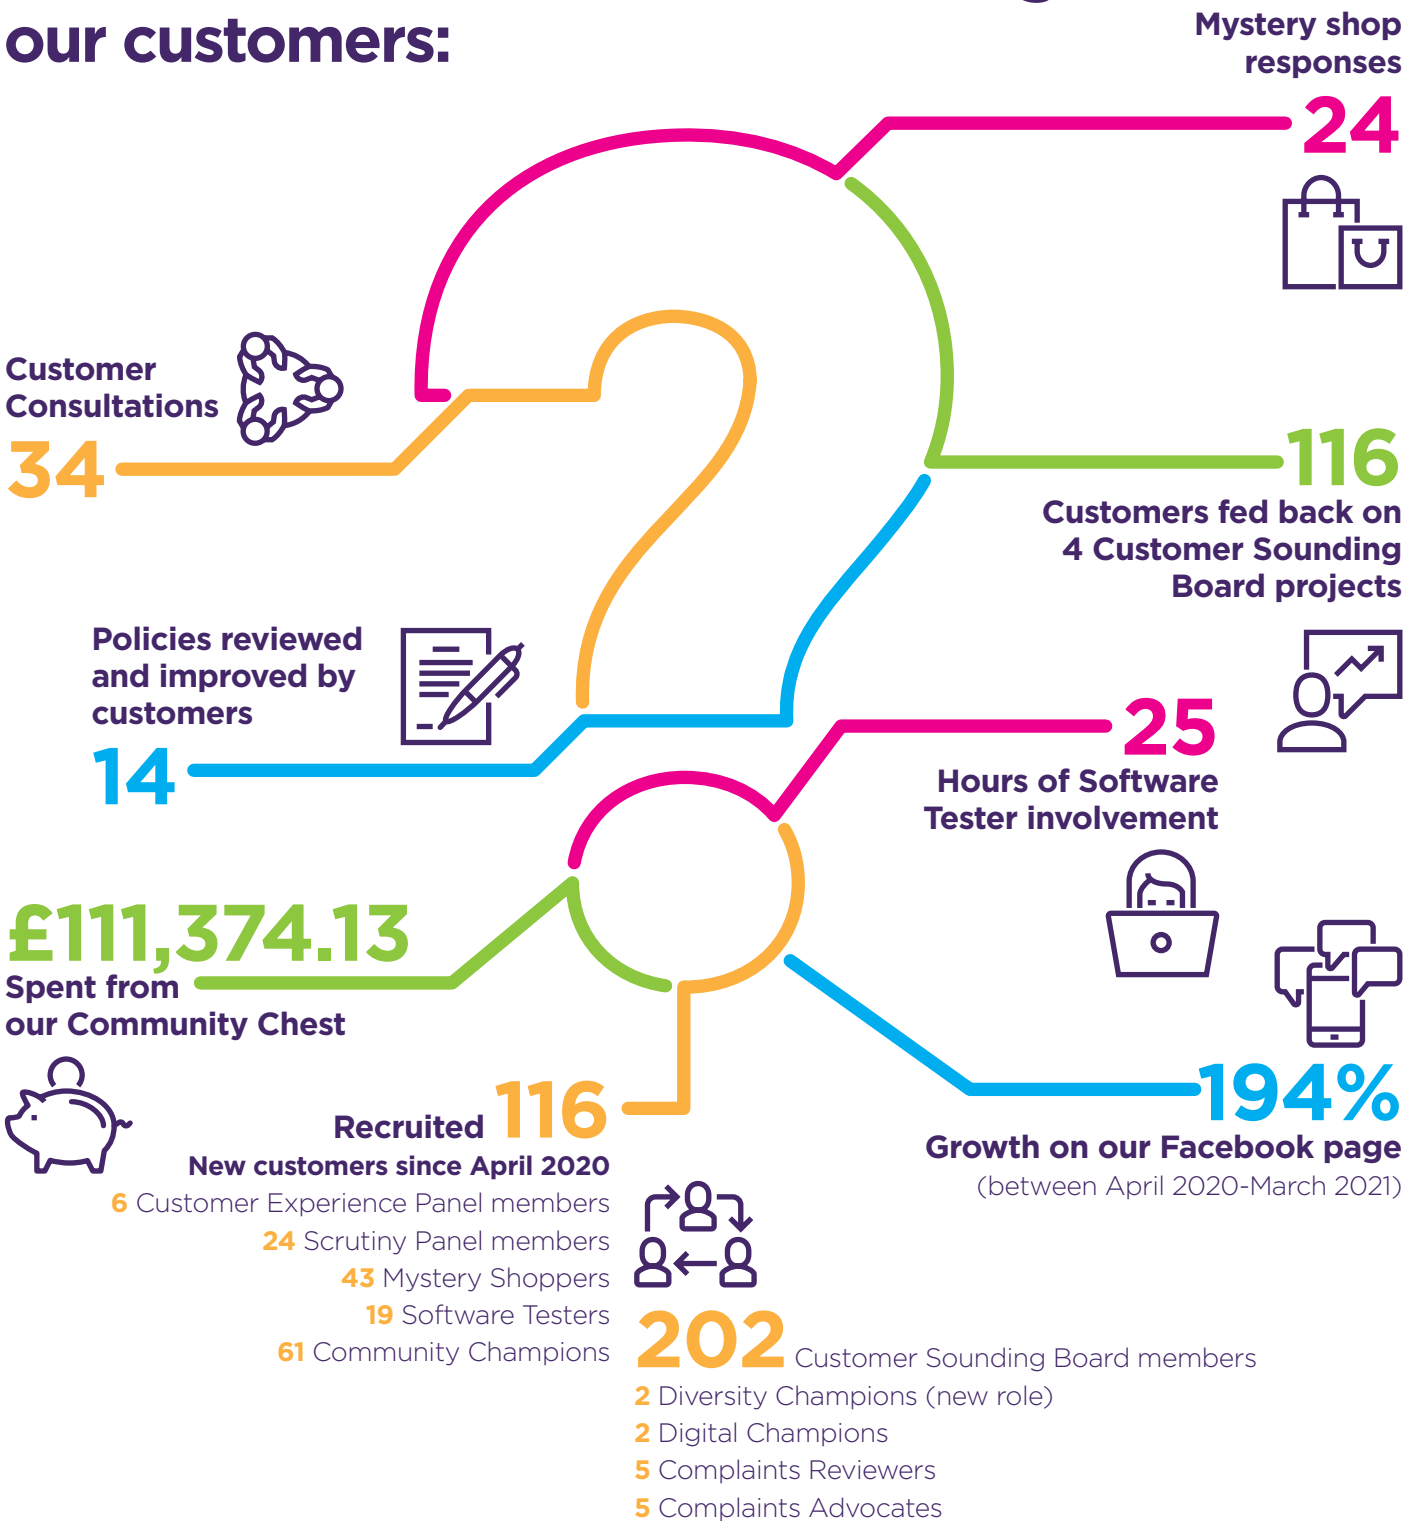 our customers:
Mystery shop
responses
24
Customer
Consultations
34
116
Customers fed back on
4 Customer Sounding
Board projects
Policies reviewed
and improved by
customers
14
25
Hours of Software
Tester involvement
£111,374.13
Spent from
our Community Chest
194%
Growth on our Facebook page
(between April 2020-March 2021)
Recruited 116
New customers since April 2020
6 Customer Experience Panel members
24 Scrutiny Panel members
43 Mystery Shoppers
19 Software Testers
61 Community Champions
202 Customer Sounding Board members
2 Diversity Champions (new role)
2 Digital Champions
5 Complaints Reviewers
5 Complaints Advocates